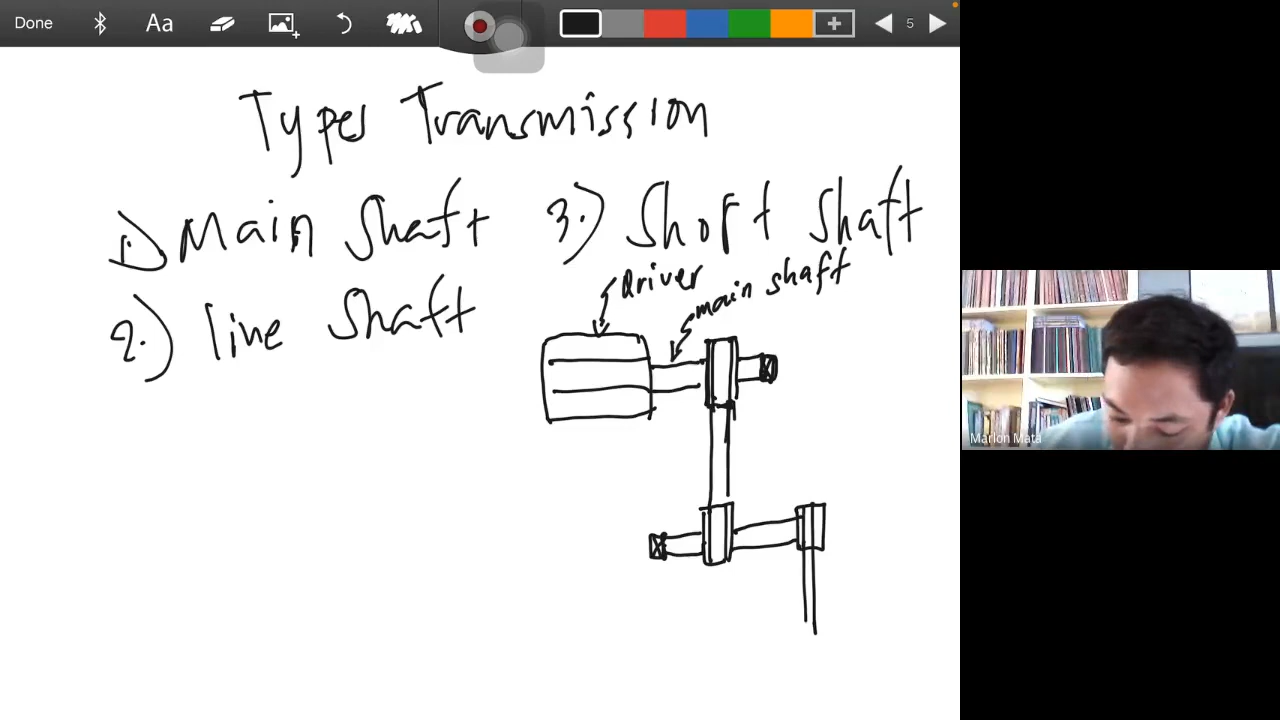 Done Aa 5
Types Transmission
1.) Main Shaft
2.) line Shaft
3.) Short shaft
Driver
main shaft
Marlon Mata